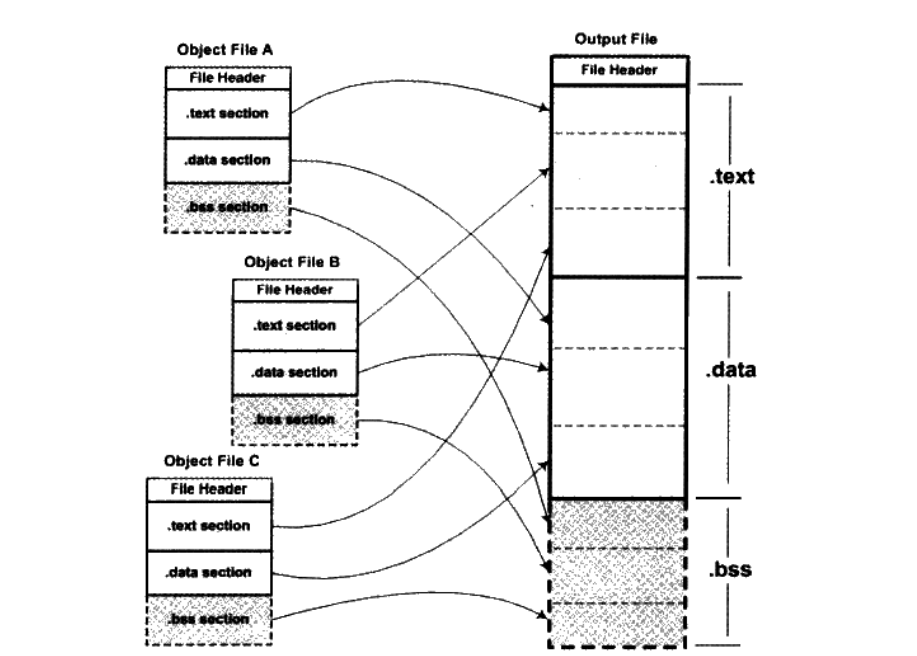 Object File A
File Header
.text section
.data section
.bss section
Object File B
File Header
.text section
.data section
.bss section
Object File C
File Header
.text section
.data section
.bss section
Output File
File Header
.text
.data
.bss